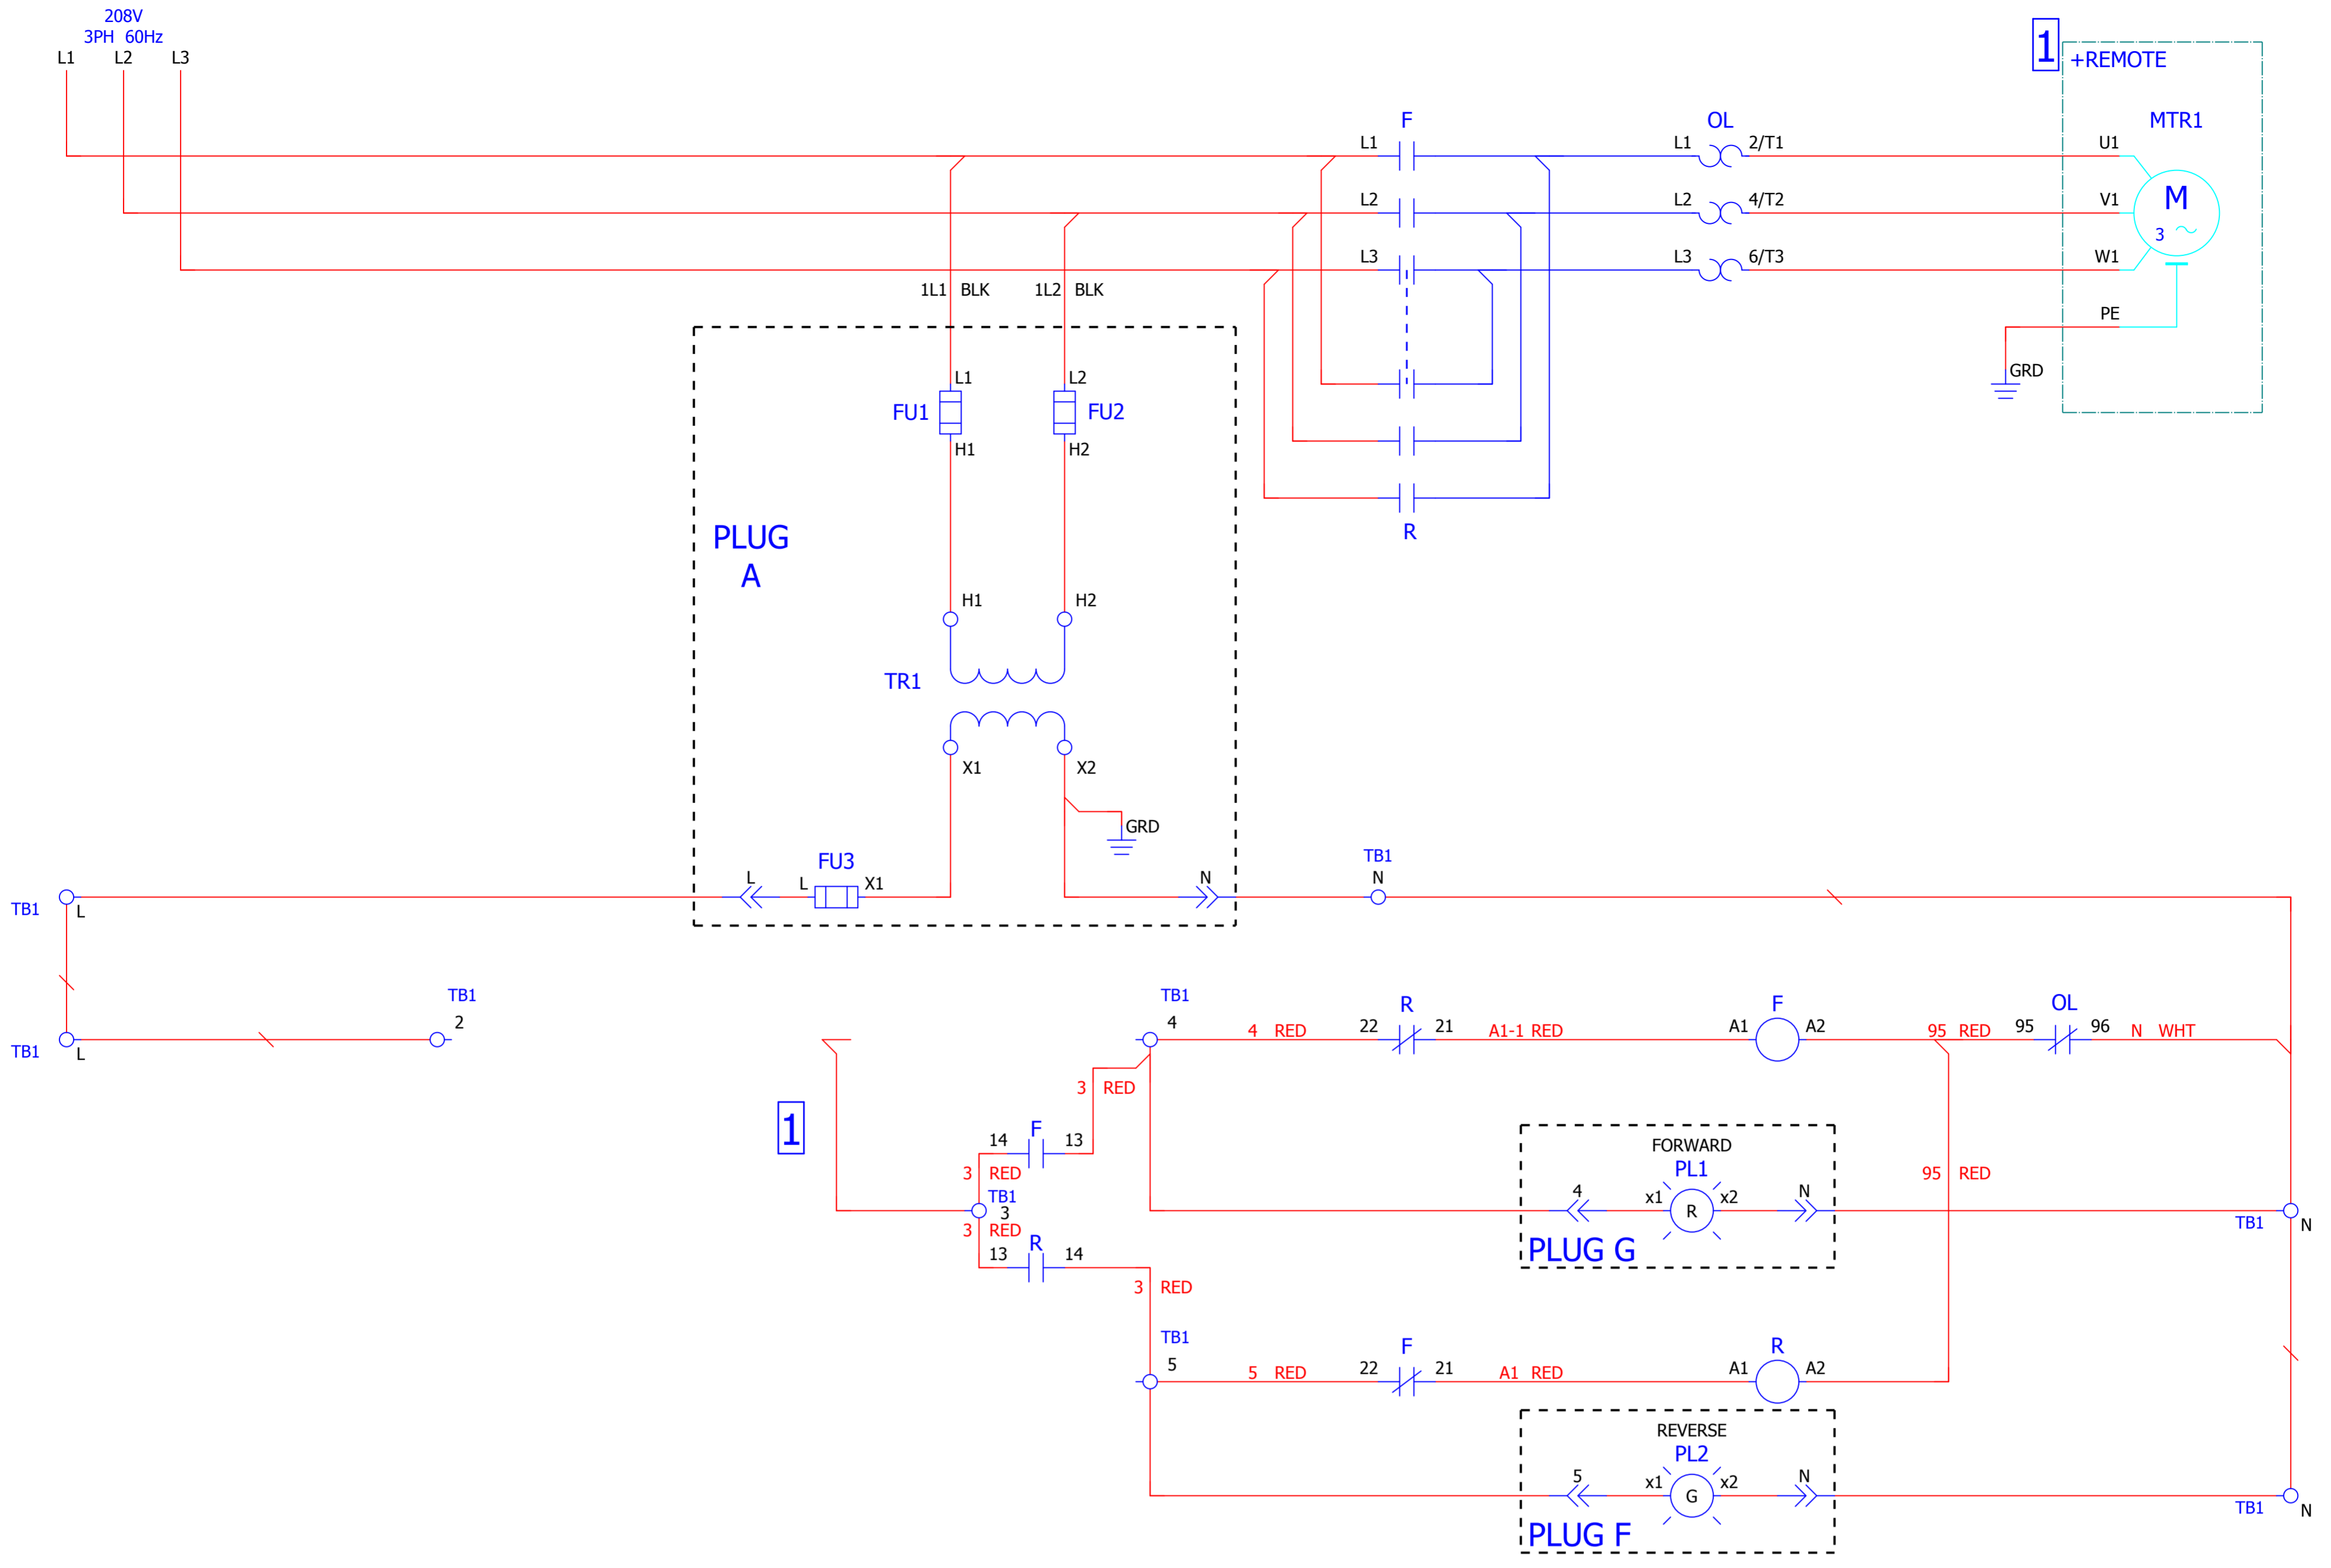 208V
3PH 60Hz
L1 L2 L3
1 +REMOTE
F OL MTR1
L1 L1 2/T1 U1
L2 L2 4/T2 V1
M
3
L3 L3 6/T3 W1
1L1 BLK 1L2 BLK
PE
GRD
L1 L2
FU1 FU2
H1 H2
R
PLUG
A
H1 H2
TR1
X1 X2
GRD
FU3
L L X1 N
TB1
N
TB1 L
TB1
2
TB1 L
TB1
4
4 RED
R
22 21
A1-1 RED
F
A1 A2
95 RED
OL
95 96
N WHT
3 RED
1
F
14 13
3 RED
TB1
3
3 RED
R
13 14
FORWARD
PL1
4 x1 R x2 N
PLUG G
95 RED
TB1 N
3 RED
TB1
5
5 RED
F
22 21
A1 RED
R
A1 A2
REVERSE
PL2
5 x1 G x2 N
PLUG F
TB1 N